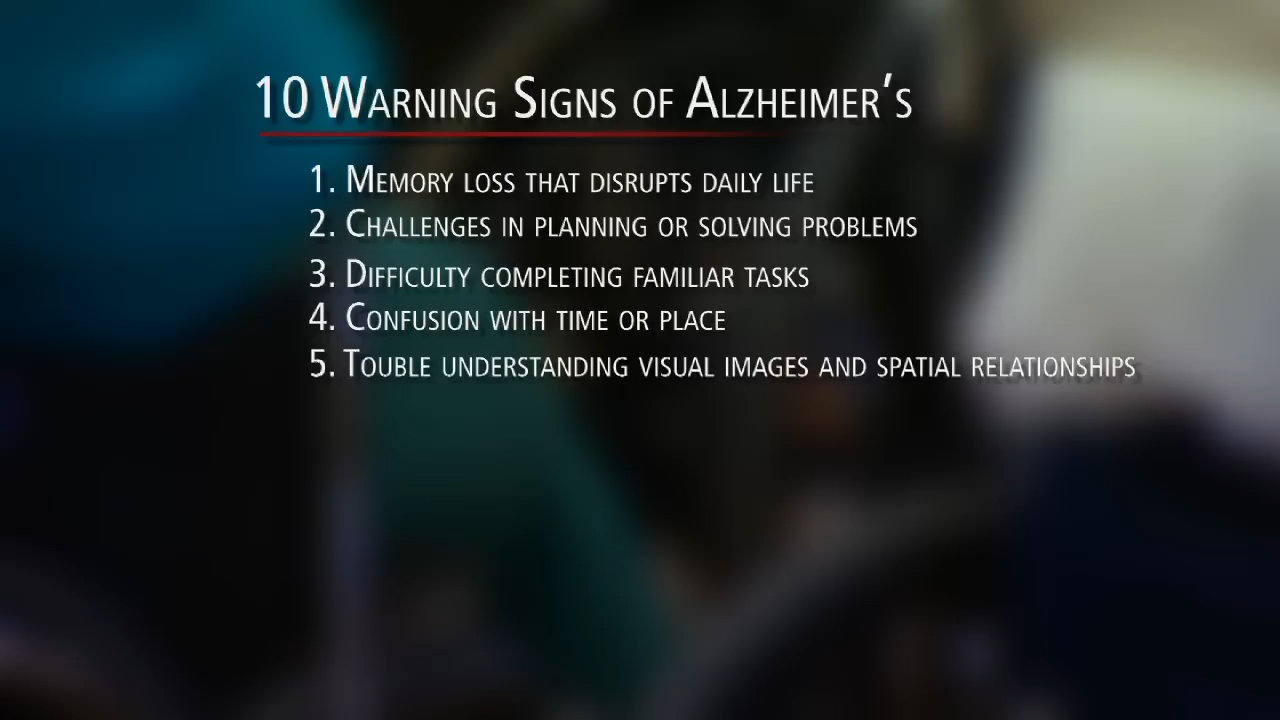 10 Warning Signs of Alzheimer's
1. Memory loss that disrupts daily life
2. Challenges in planning or solving problems
3. Difficulty completing familiar tasks
4. Confusion with time or place
5. Touble understanding visual images and spatial relationships